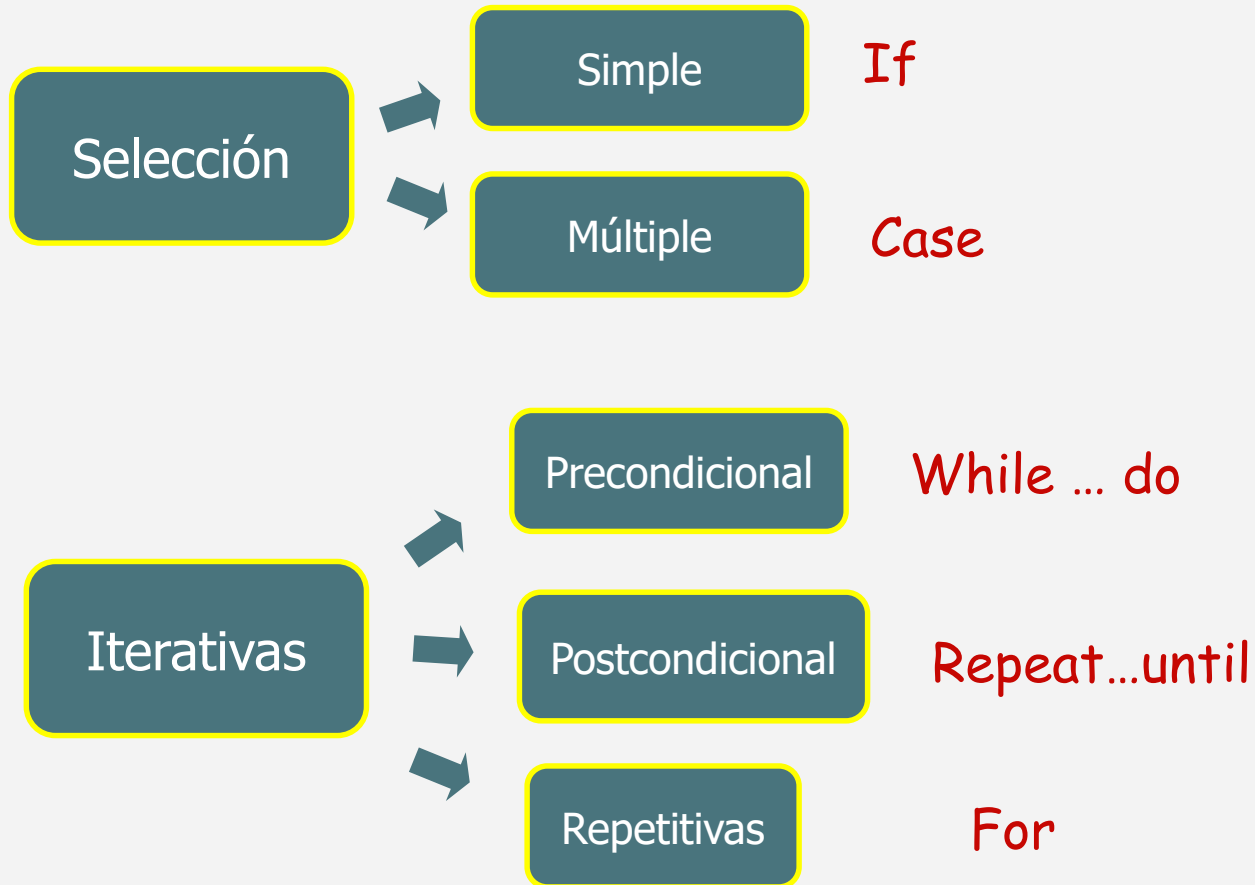 Selección
Simple
If
Múltiple
Case
Iterativas
Precondicional
While ... do
Postcondicional
Repeat...until
Repetitivas
For